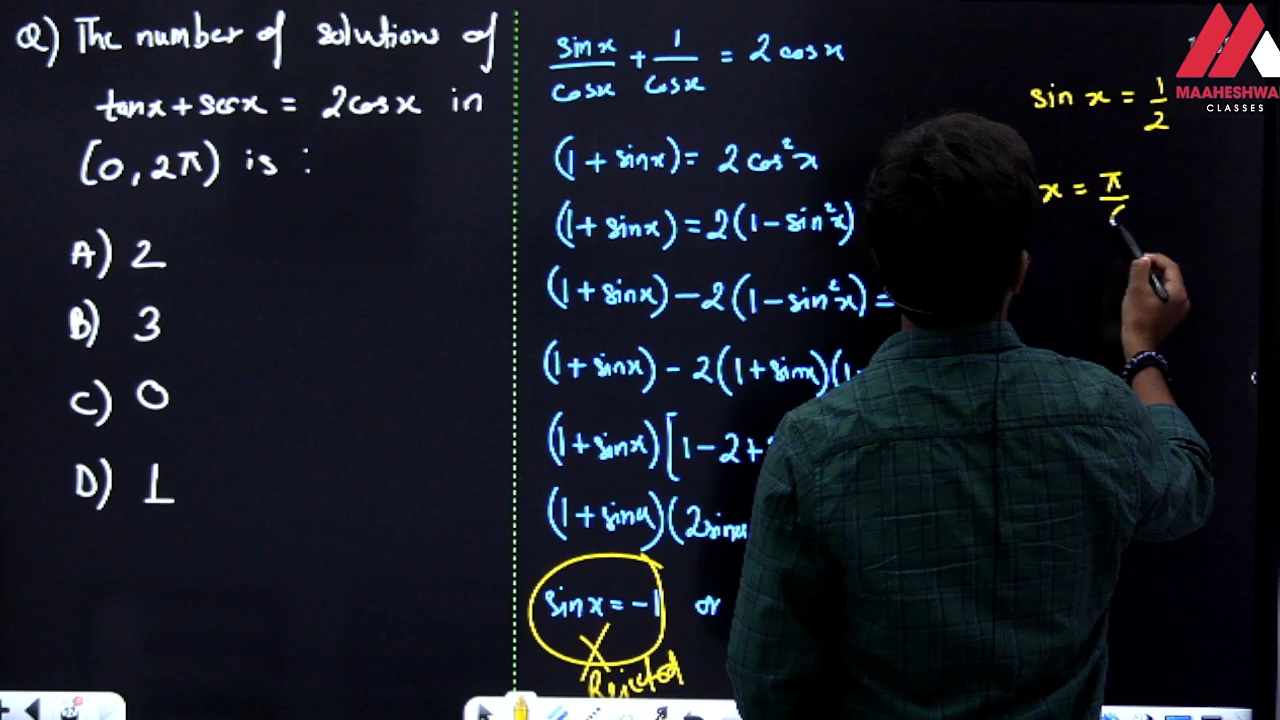 Q) The number of solutions of
tanx + secx = 2cosx in
(0, 2π) is :
A) 2
B) 3
C) 0
D) 1
sinx/cosx + 1/cosx = 2cosx
(1 + sinx) = 2cos²x
(1 + sinx) = 2(1 - sin²x)
(1 + sinx) - 2(1 - sin²x) =
(1 + sinx) - 2(1 + sinx)(1-
(1 + sinx)[1 - 2 +
(1 + sinx)(2sinx
sinx = -1 or
Rejected
sin x = 1/2
x = π/
MAAHESHWA
CLASSES